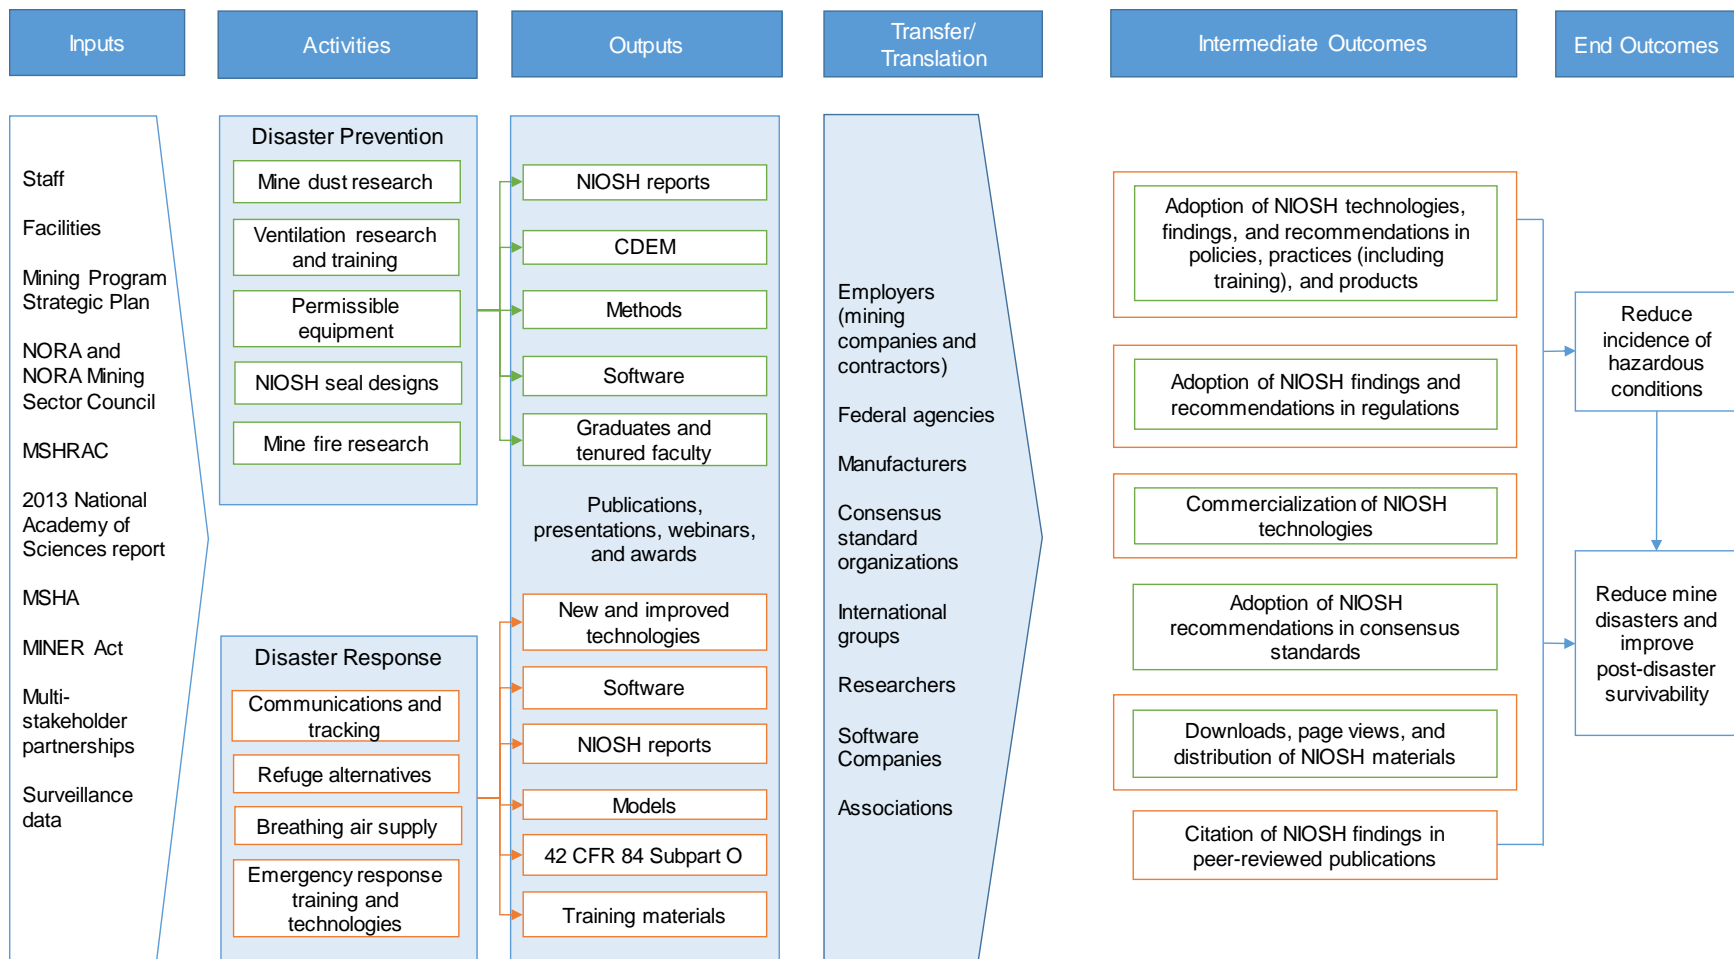 Inputs
Activities
Outputs
Transfer/
Translation
Intermediate Outcomes
End Outcomes
Staff
Facilities
Mining Program
Strategic Plan
NORA and
NORA Mining
Sector Council
MSHRAC
2013 National
Academy of
Sciences report
MSHA
MINER Act
Multi-
stakeholder
partnerships
Surveillance
data
Disaster Prevention
Mine dust research
Ventilation research
and training
Permissible
equipment
NIOSH seal designs
Mine fire research
Disaster Response
Communications and
tracking
Refuge alternatives
Breathing air supply
Emergency response
training and
technologies
NIOSH reports
CDEM
Methods
Software
Graduates and
tenured faculty
Publications,
presentations, webinars,
and awards
New and improved
technologies
Software
NIOSH reports
Models
42 CFR 84 Subpart O
Training materials
Employers
(mining
companies and
contractors)
Federal agencies
Manufacturers
Consensus
standard
organizations
International
groups
Researchers
Software
Companies
Associations
Adoption of NIOSH technologies,
findings, and recommendations in
policies, practices (including
training), and products
Adoption of NIOSH findings and
recommendations in regulations
Commercialization of NIOSH
technologies
Adoption of NIOSH
recommendations in consensus
standards
Downloads, page views, and
distribution of NIOSH materials
Citation of NIOSH findings in
peer-reviewed publications
Reduce
incidence of
hazardous
conditions
Reduce mine
disasters and
improve
post-disaster
survivability